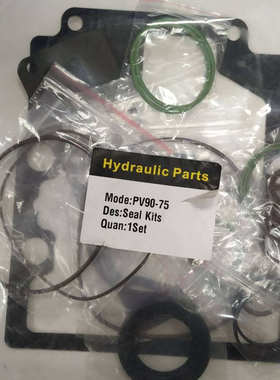 Hydraulic Parts
Mode:PV90-75
Des:Seal Kits
Quan:1Set